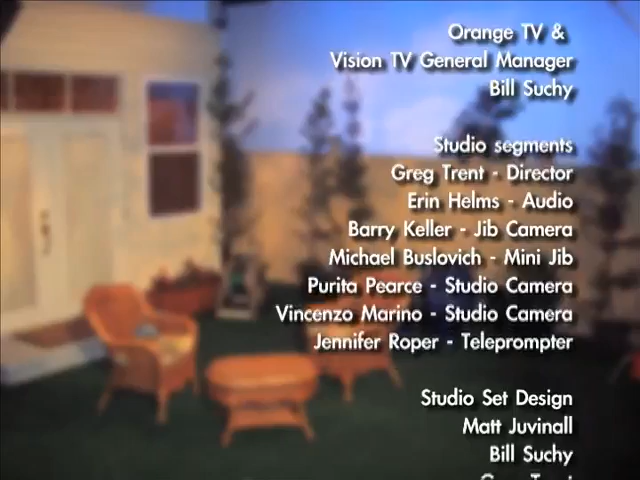 Orange TV &
Vision TV General Manager
Bill Suchy
Studio segments
Greg Trent - Director
Erin Helms - Audio
Barry Keller - Jib Camera
Michael Buslovich - Mini Jib
Purita Pearce - Studio Camera
Vincenzo Marino - Studio Camera
Jennifer Roper - Teleprompter
Studio Set Design
Matt Juvinall
Bill Suchy